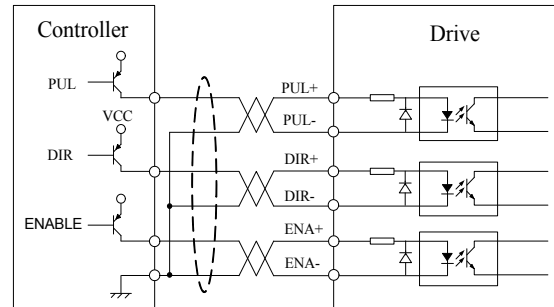 Controller
Drive
PUL
VCC
DIR
ENABLE
PUL+
PUL-
DIR+
DIR-
ENA+
ENA-